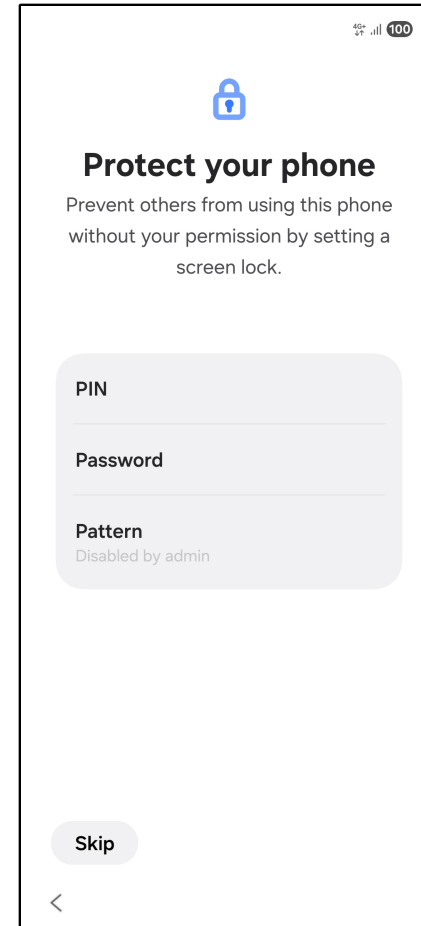 4G+ 100
Protect your phone
Prevent others from using this phone
without your permission by setting a
screen lock.
PIN
Password
Pattern
Disabled by admin
Skip